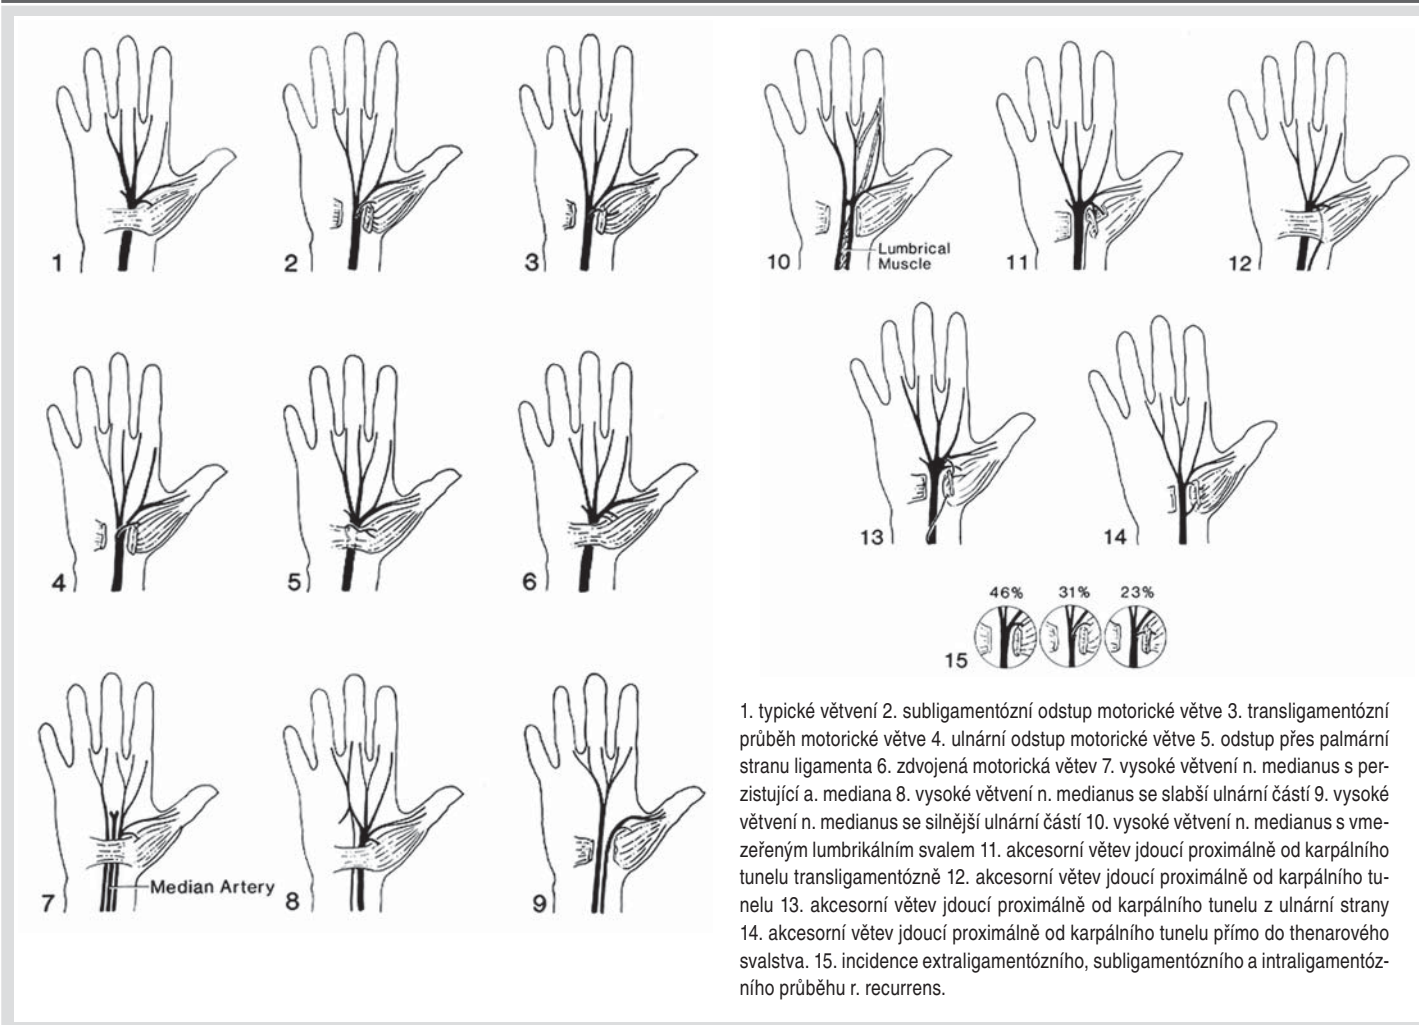 1
2
3
10
Lumbrical
Muscle
11
12
4
5
6
13
14
46%
31%
23%
15
7
Median Artery
8
9
1. typické větvení 2. subligamentózní odstup motorické větve 3. transligamentózní
průběh motorické větve 4. ulnární odstup motorické větve 5. odstup přes palmární
stranu ligamenta 6. zdvojená motorická větev 7. vysoké větvení n. medianus s per-
zistující a. mediana 8. vysoké větvení n. medianus se slabší ulnární částí 9. vysoké
větvení n. medianus se silnější ulnární částí 10. vysoké větvení n. medianus s vme-
zeřeným lumbrikálním svalem 11. akcesorní větev jdoucí proximálně od karpálního
tunelu transligamentózně 12. akcesorní větev jdoucí proximálně od karpálního tu-
nelu 13. akcesorní větev jdoucí proximálně od karpálního tunelu z ulnární strany
14. akcesorní větev jdoucí proximálně od karpálního tunelu přímo do thenarového
svalstva. 15. incidence extraligamentózního, subligamentózního a intraligamentóz-
ního průběhu r. recurrens.